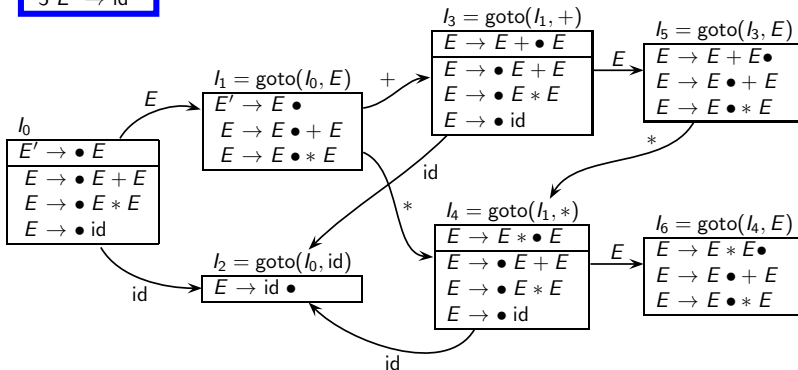 3 E → id
I₃ = goto(I₁, +)
E → E + • E
E → • E + E
E → • E ∗ E
E → • id
I₅ = goto(I₃, E)
E → E + E•
E → E • + E
E → E • ∗ E
I₁ = goto(I₀, E)
E′ → E •
E → E • + E
E → E • ∗ E
I₀
E′ → • E
E → • E + E
E → • E ∗ E
E → • id
E
+
E
∗
id
∗
I₄ = goto(I₁, ∗)
E → E ∗ • E
E → • E + E
E → • E ∗ E
E → • id
I₆ = goto(I₄, E)
E → E ∗ E•
E → E • + E
E → E • ∗ E
E
I₂ = goto(I₀, id)
E → id •
id
id